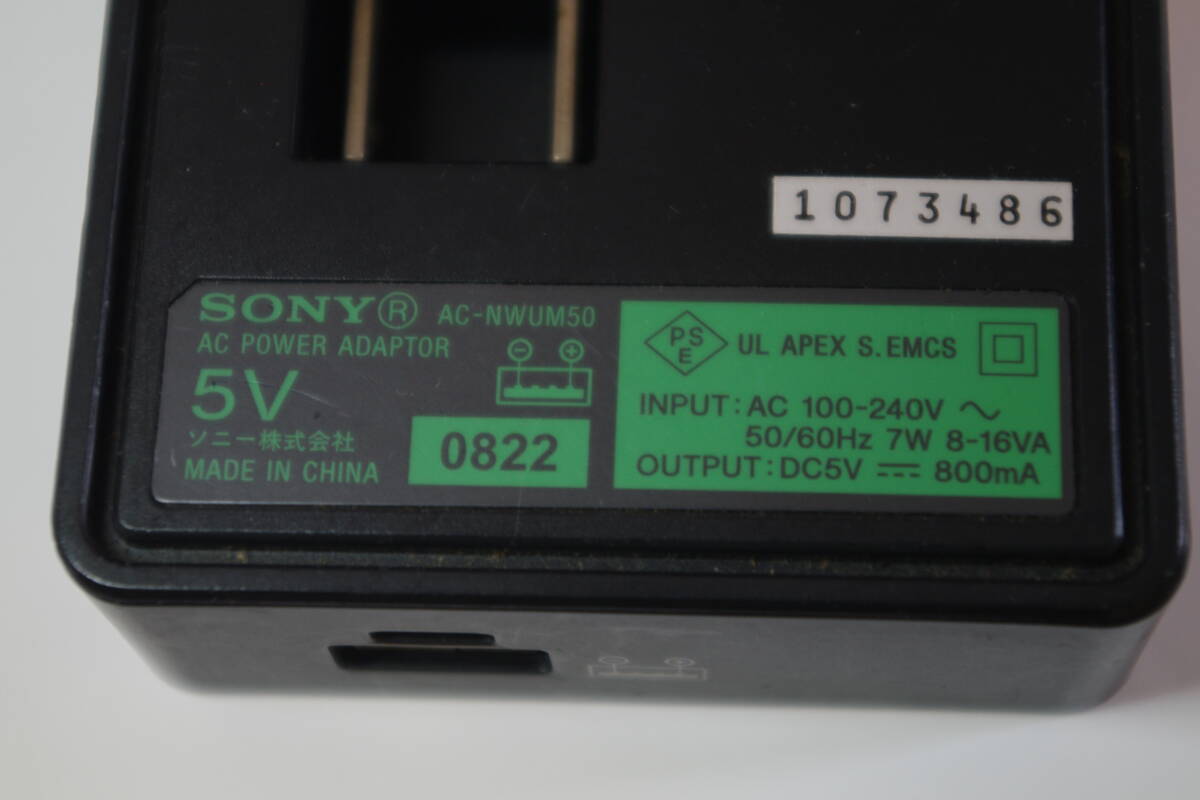 1073486
SONY® AC-NWUM50
AC POWER ADAPTOR
5V
ソニー株式会社
MADE IN CHINA
0822
PSE UL APEX S.EMCS
INPUT:AC 100-240V ~
50/60Hz 7W 8-16VA
OUTPUT:DC5V ⎓ 800mA